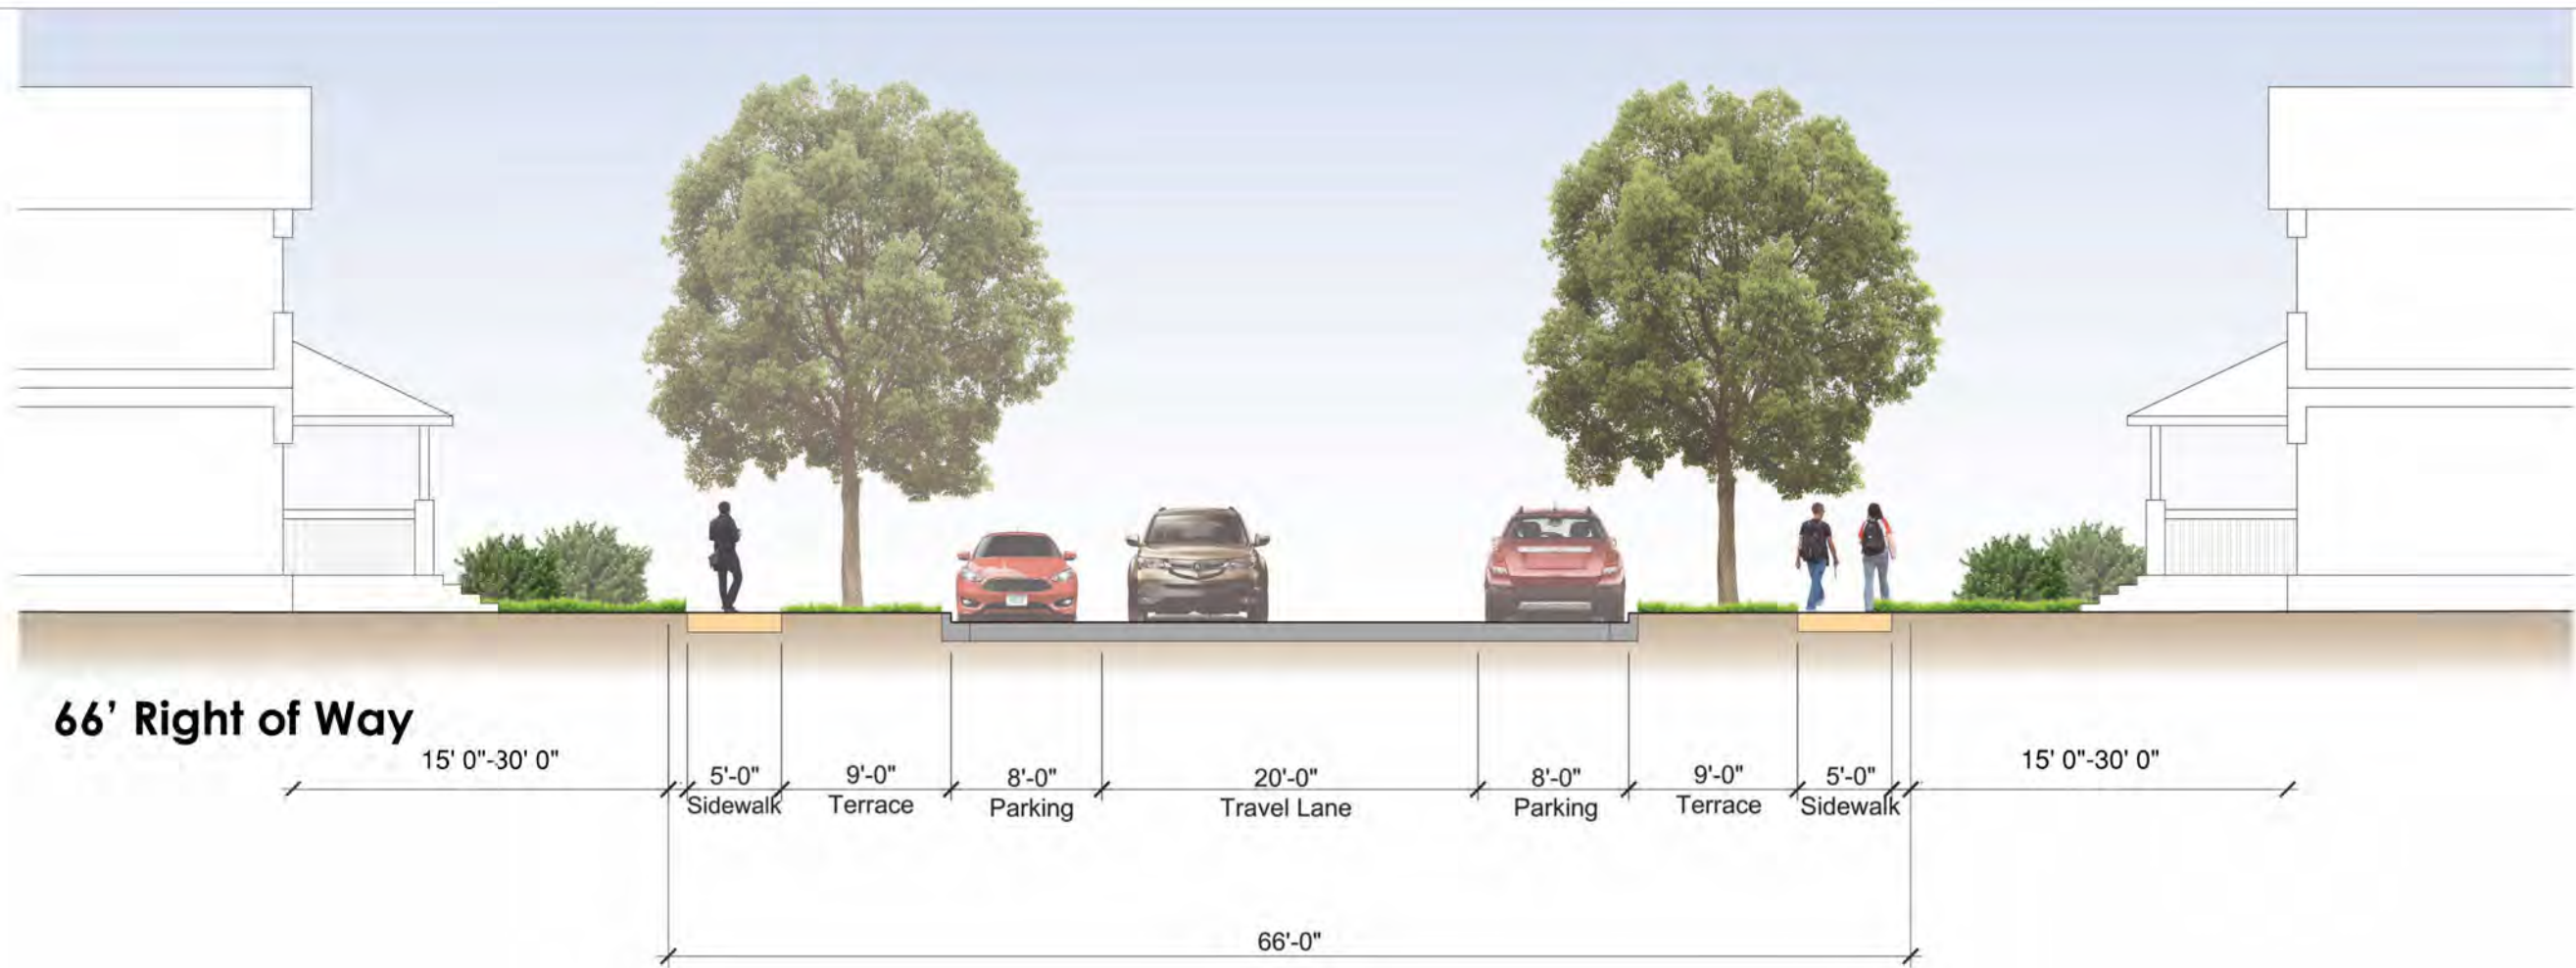 66’ Right of Way
15' 0"-30' 0" 5'-0" 9'-0" 8'-0" 20'-0" 8'-0" 9'-0" 5'-0" 15' 0"-30' 0"
Sidewalk Terrace Parking Travel Lane Parking Terrace Sidewalk
66'-0"